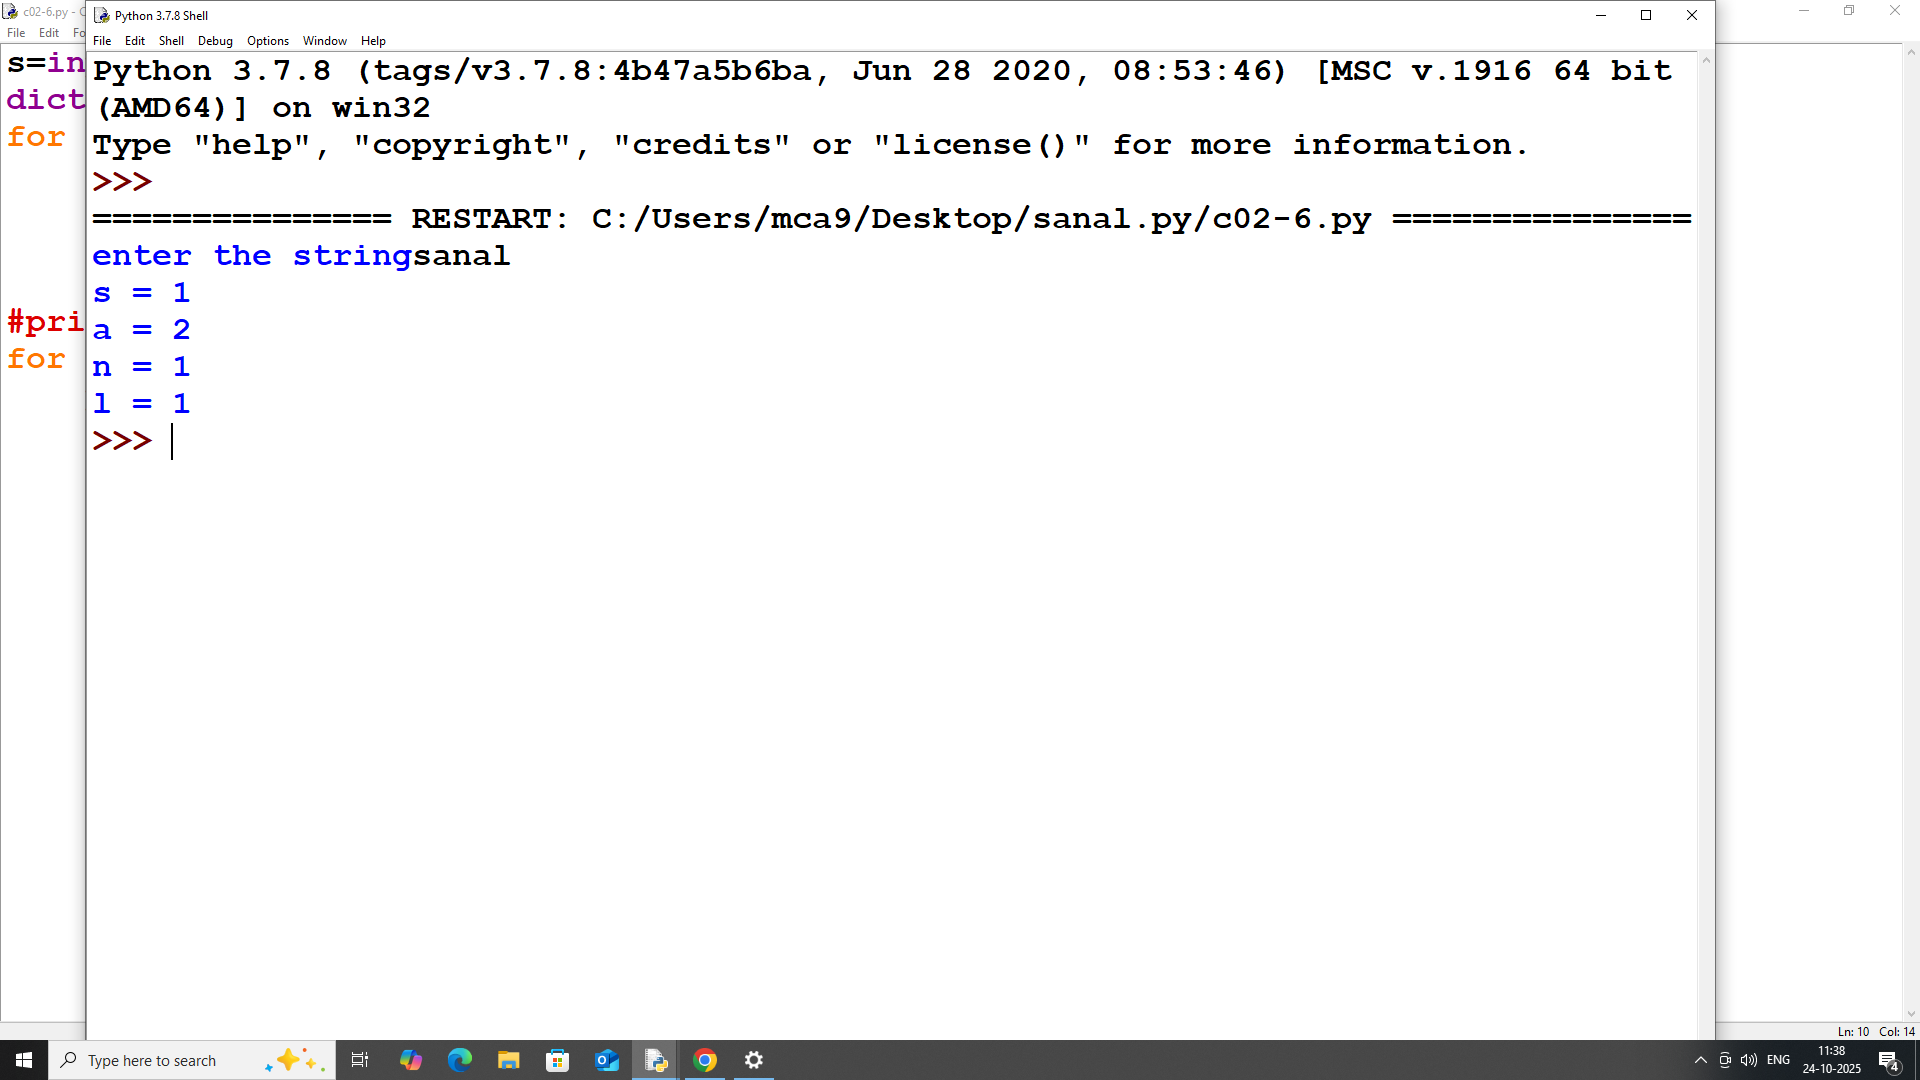 c02-6.py -
File Edit Fo
Python 3.7.8 Shell
File Edit Shell Debug Options Window Help
s=in
dict
for
#pri
for
Python 3.7.8 (tags/v3.7.8:4b47a5b6ba, Jun 28 2020, 08:53:46) [MSC v.1916 64 bit
(AMD64)] on win32
Type "help", "copyright", "credits" or "license()" for more information.
>>>
=============== RESTART: C:/Users/mca9/Desktop/sanal.py/c02-6.py ===============
enter the stringsanal
s = 1
a = 2
n = 1
l = 1
>>>
Ln: 10 Col: 14
Type here to search
ENG
11:38
24-10-2025
4